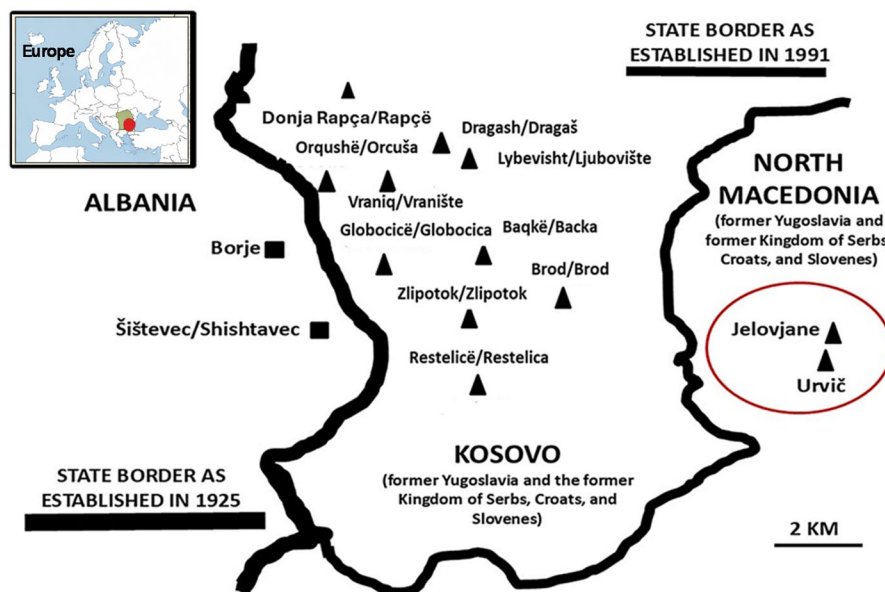 Europe
STATE BORDER AS
ESTABLISHED IN 1991
Donja Rapça/Rapçë
Dragash/Dragaš
Orqushë/Orcuša
Lybevisht/Ljubovište
NORTH
MACEDONIA
(former Yugoslavia and
former Kingdom of Serbs,
Croats, and Slovenes)
ALBANIA
Vraniq/Vranište
Globocicë/Globocica
Baqkë/Backa
Borje
Brod/Brod
Zlipotok/Zlipotok
Šištevec/Shishtavec
Jelovjane
Restelicë/Restelica
Urvič
KOSOVO
(former Yugoslavia and the former
Kingdom of Serbs, Croats, and
Slovenes)
STATE BORDER AS
ESTABLISHED IN 1925
2 KM